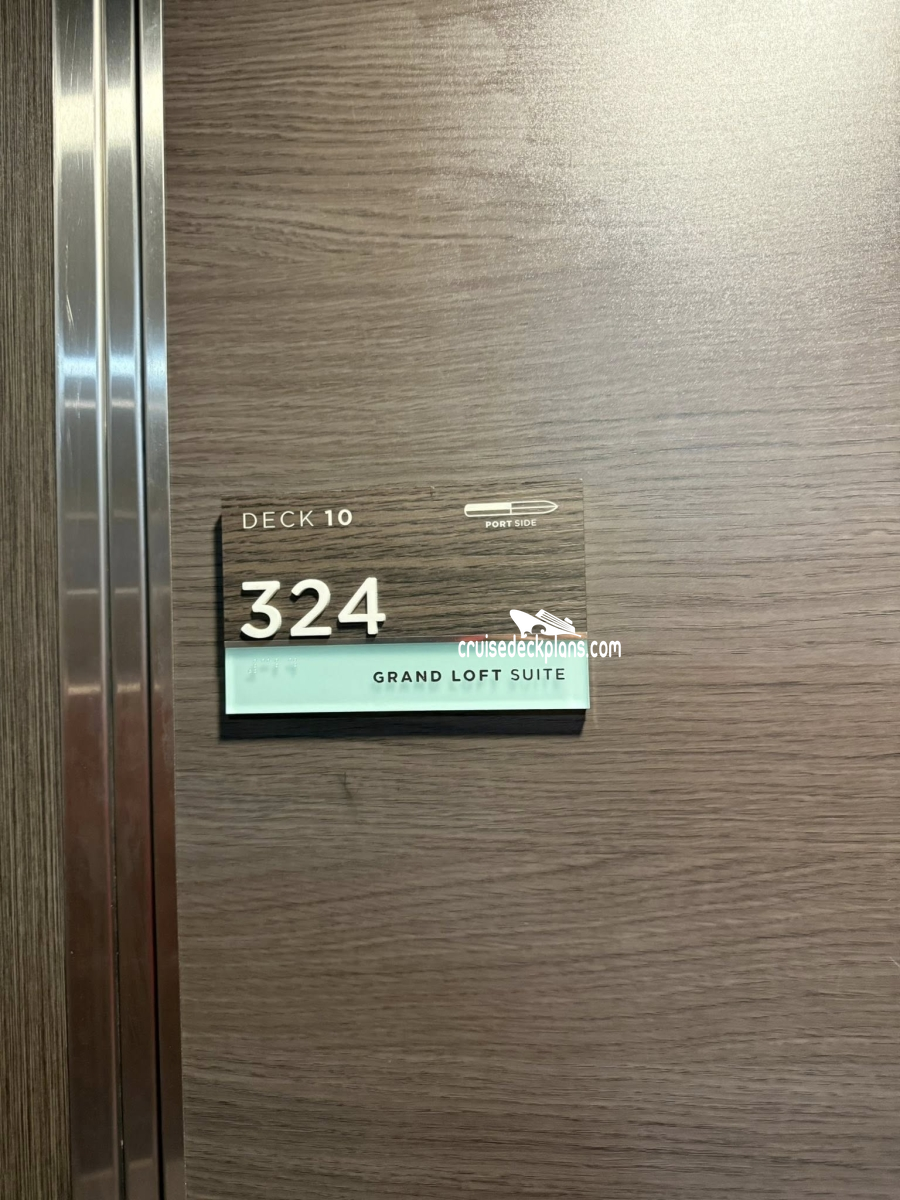 DECK 10
PORT SIDE
324
cruisedeckplans.com
GRAND LOFT SUITE